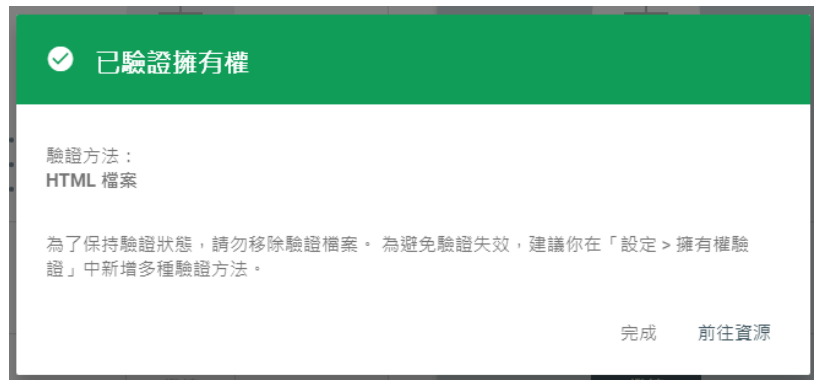 已驗證擁有權
驗證方法：
HTML 檔案
為了保持驗證狀態，請勿移除驗證檔案。 為避免驗證失效，建議你在「設定 > 擁有權驗
證」中新增多種驗證方法。
完成 前往資源